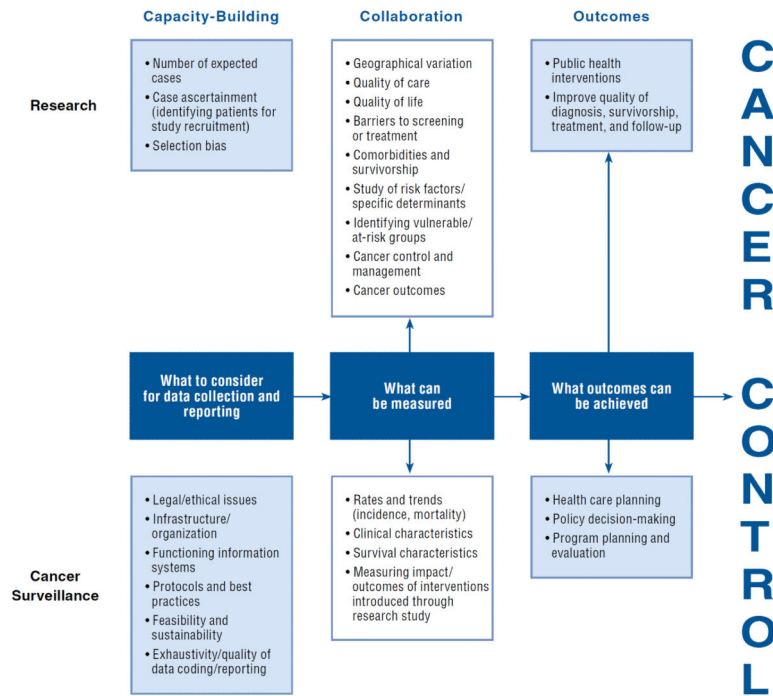 Capacity-Building
Collaboration
Outcomes
Research
• Number of expected
cases
• Case ascertainment
(identifying patients for
study recruitment)
• Selection bias
• Geographical variation
• Quality of care
• Quality of life
• Barriers to screening
or treatment
• Comorbidities and
survivorship
• Study of risk factors/
specific determinants
• Identifying vulnerable/
at-risk groups
• Cancer control and
management
• Cancer outcomes
• Public health
interventions
• Improve quality of
diagnosis, survivorship,
treatment, and follow-up
What to consider
for data collection and
reporting
What can
be measured
What outcomes can
be achieved
Cancer
Surveillance
• Legal/ethical issues
• Infrastructure/
organization
• Functioning information
systems
• Protocols and best
practices
• Feasibility and
sustainability
• Exhaustivity/quality of
data coding/reporting
• Rates and trends
(incidence, mortality)
• Clinical characteristics
• Survival characteristics
• Measuring impact/
outcomes of interventions
introduced through
research study
• Health care planning
• Policy decision-making
• Program planning and
evaluation
CANCER CONTROL